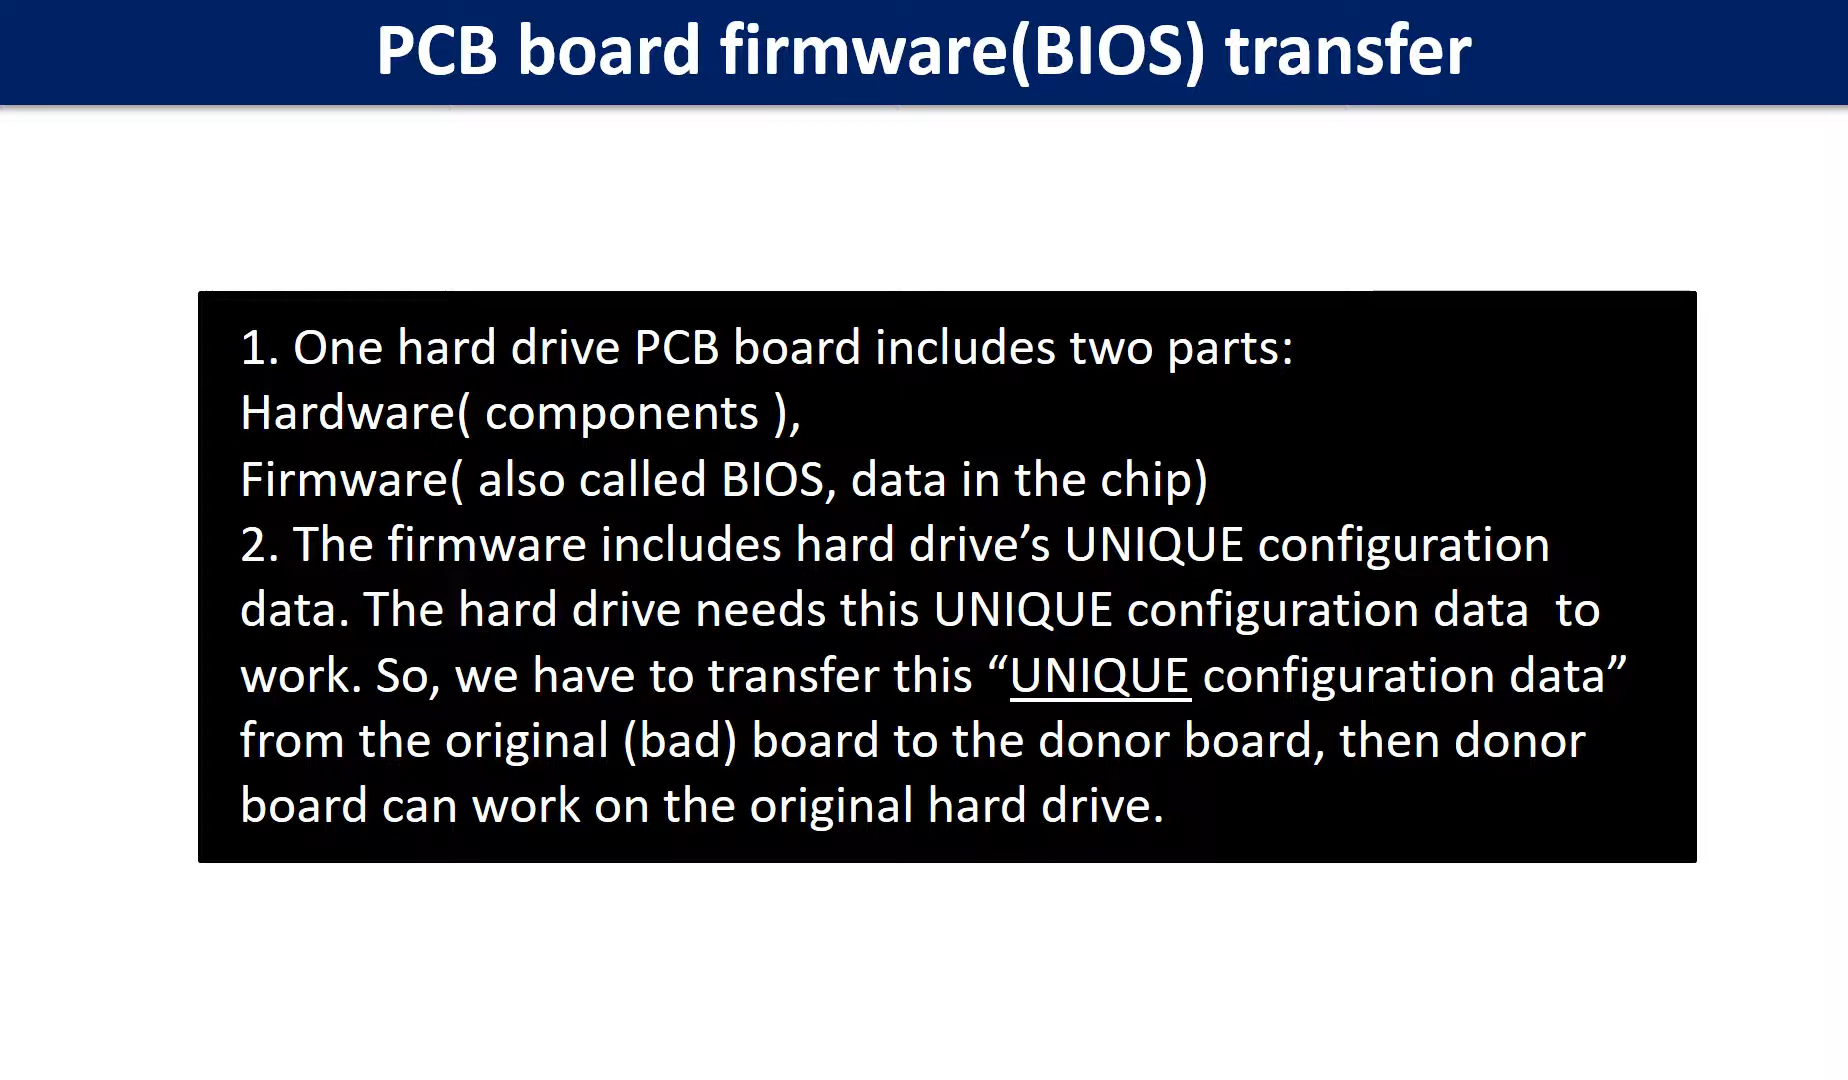 PCB board firmware(BIOS) transfer
1. One hard drive PCB board includes two parts:
Hardware( components ),
Firmware( also called BIOS, data in the chip)
2. The firmware includes hard drive’s UNIQUE configuration
data. The hard drive needs this UNIQUE configuration data  to
work. So, we have to transfer this “UNIQUE configuration data”
from the original (bad) board to the donor board, then donor
board can work on the original hard drive.